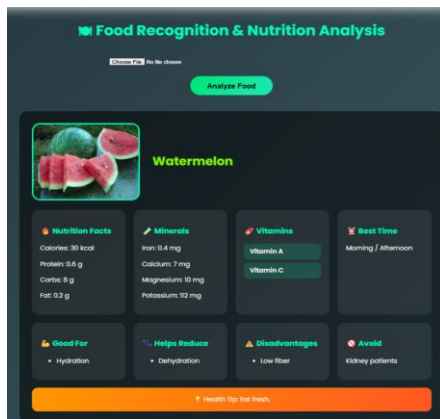 🍽️ Food Recognition & Nutrition Analysis
Choose File No file chosen
Analyze Food
Watermelon
🔥 Nutrition Facts
Calories: 30 kcal
Protein: 0.6 g
Carbs: 8 g
Fat: 0.2 g
Minerals
Iron: 0.4 mg
Calcium: 7 mg
Magnesium: 10 mg
Potassium: 112 mg
Vitamins
Vitamin A
Vitamin C
Best Time
Morning / Afternoon
💪 Good For
• Hydration
Helps Reduce
• Dehydration
⚠️ Disadvantages
• Low fiber
🚫 Avoid
Kidney patients
💡 Health Tip: Eat fresh.